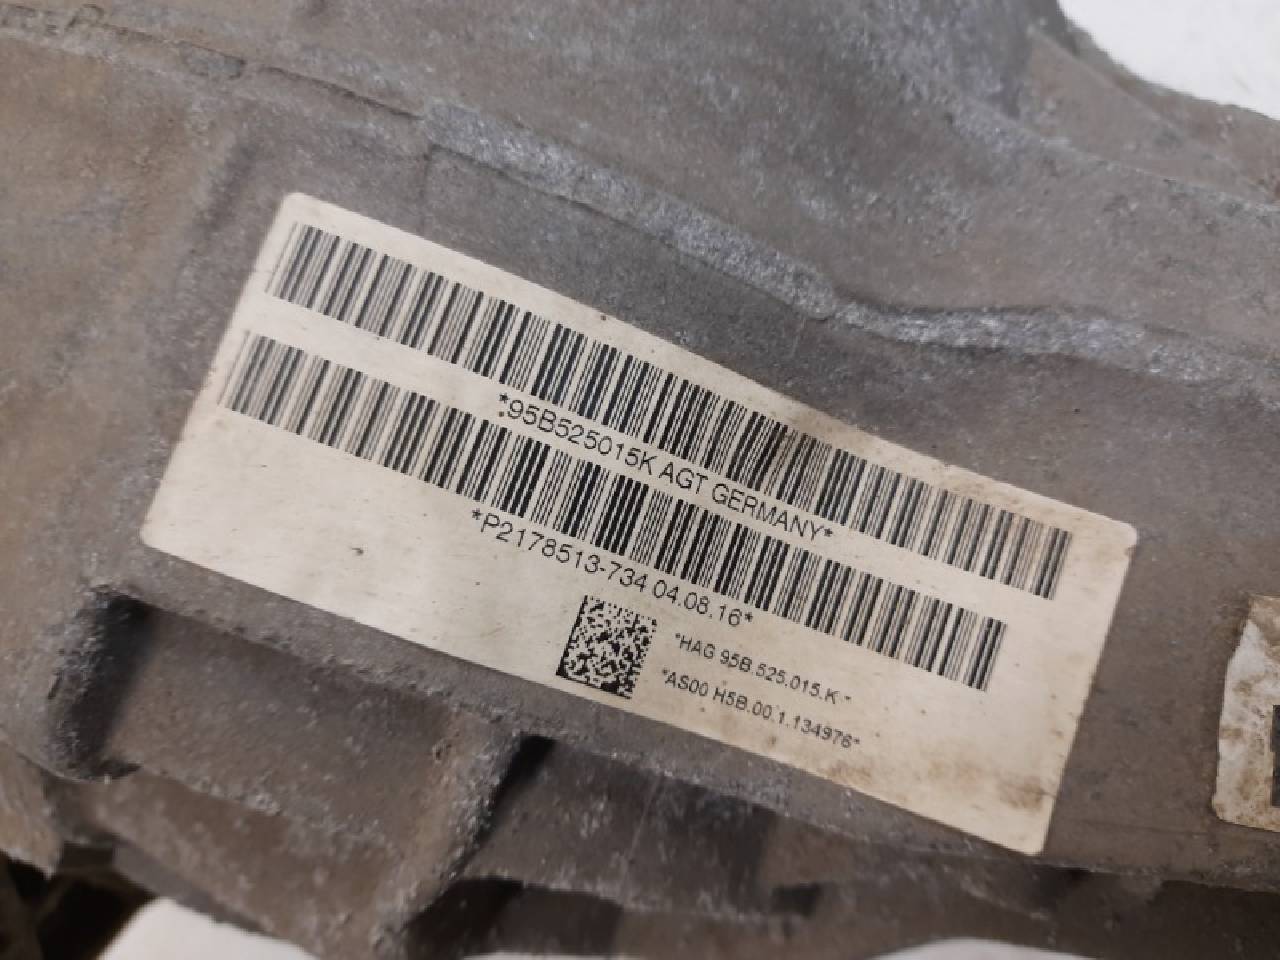 *95B525015K AGT GERMANY*
*P2178513-734 04.08.16*
*HAG 95B.525.015.K *
*AS00 H5B.00.1.134976*